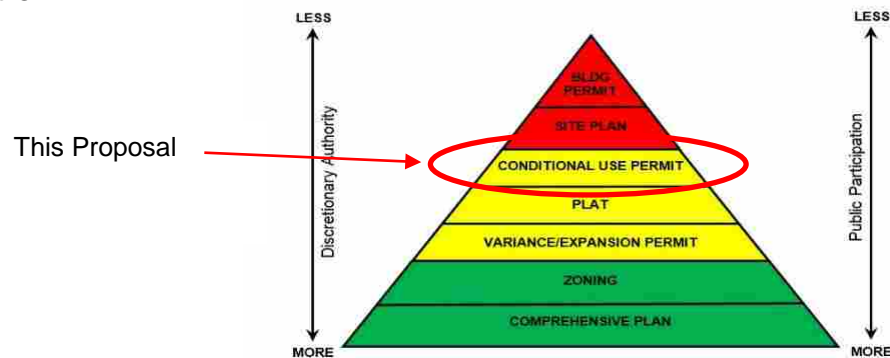 LESS
LESS
BLDG
PERMIT
SITE PLAN
This Proposal
Discretionary Authority
CONDITIONAL USE PERMIT
PLAT
VARIANCE/EXPANSION PERMIT
Public Participation
ZONING
COMPREHENSIVE PLAN
MORE
MORE